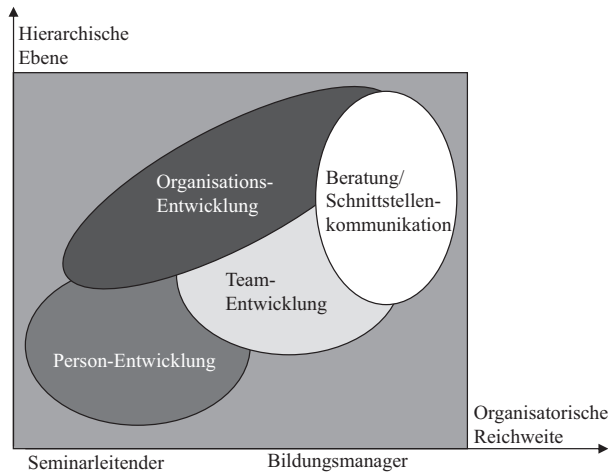 Hierarchische
Ebene
Organisations-
Entwicklung
Beratung/
Schnittstellen-
kommunikation
Team-
Entwicklung
Person-Entwicklung
Organisatorische
Reichweite
Seminarleitender
Bildungsmanager